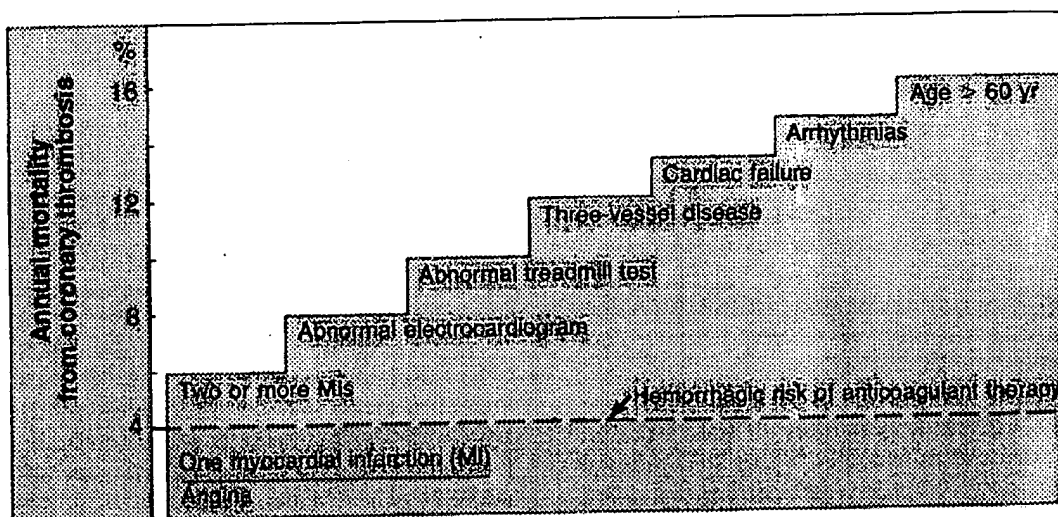 Annual mortality
from coronary thrombosis
%
16
12
8
4
Age > 60 yr
Arrhythmias
Cardiac failure
Three-vessel disease
Abnormal treadmill test
Abnormal electrocardiogram
Two or more MIs
Hemorrhagic risk of anticoagulant therapy
One myocardial infarction (MI)
Angina